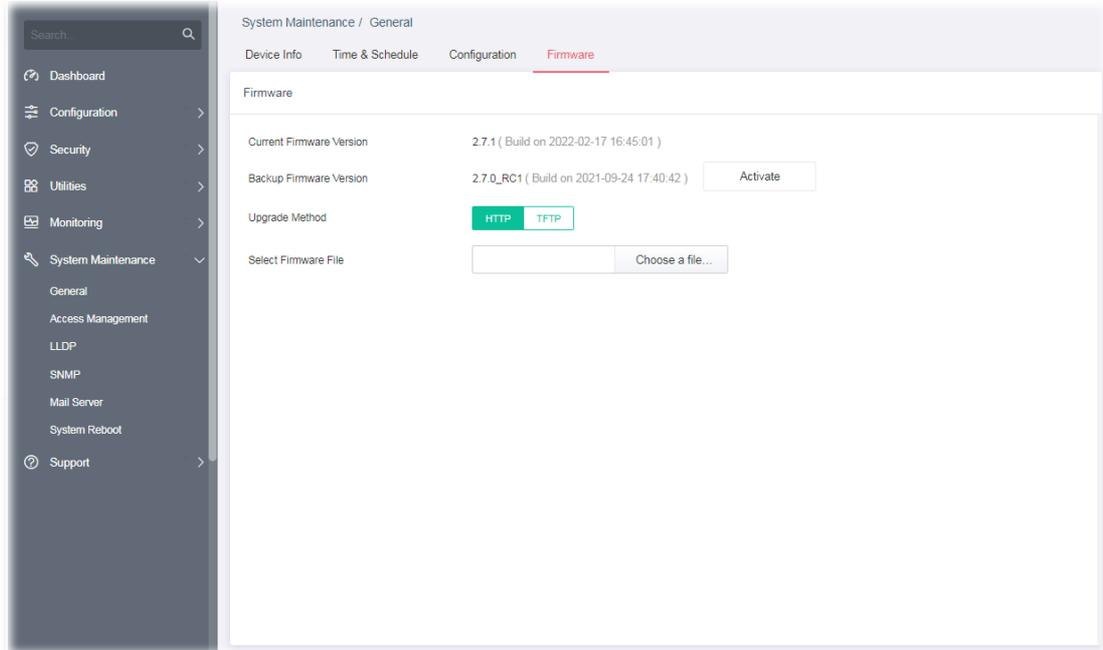 Search...
Dashboard
Configuration
Security
Utilities
Monitoring
System Maintenance
General
Access Management
LLDP
SNMP
Mail Server
System Reboot
Support
System Maintenance / General
Device Info Time & Schedule Configuration Firmware
Firmware
Current Firmware Version 2.7.1 ( Build on 2022-02-17 16:45:01 )
Backup Firmware Version 2.7.0_RC1 ( Build on 2021-09-24 17:40:42 ) Activate
Upgrade Method HTTP TFTP
Select Firmware File Choose a file...